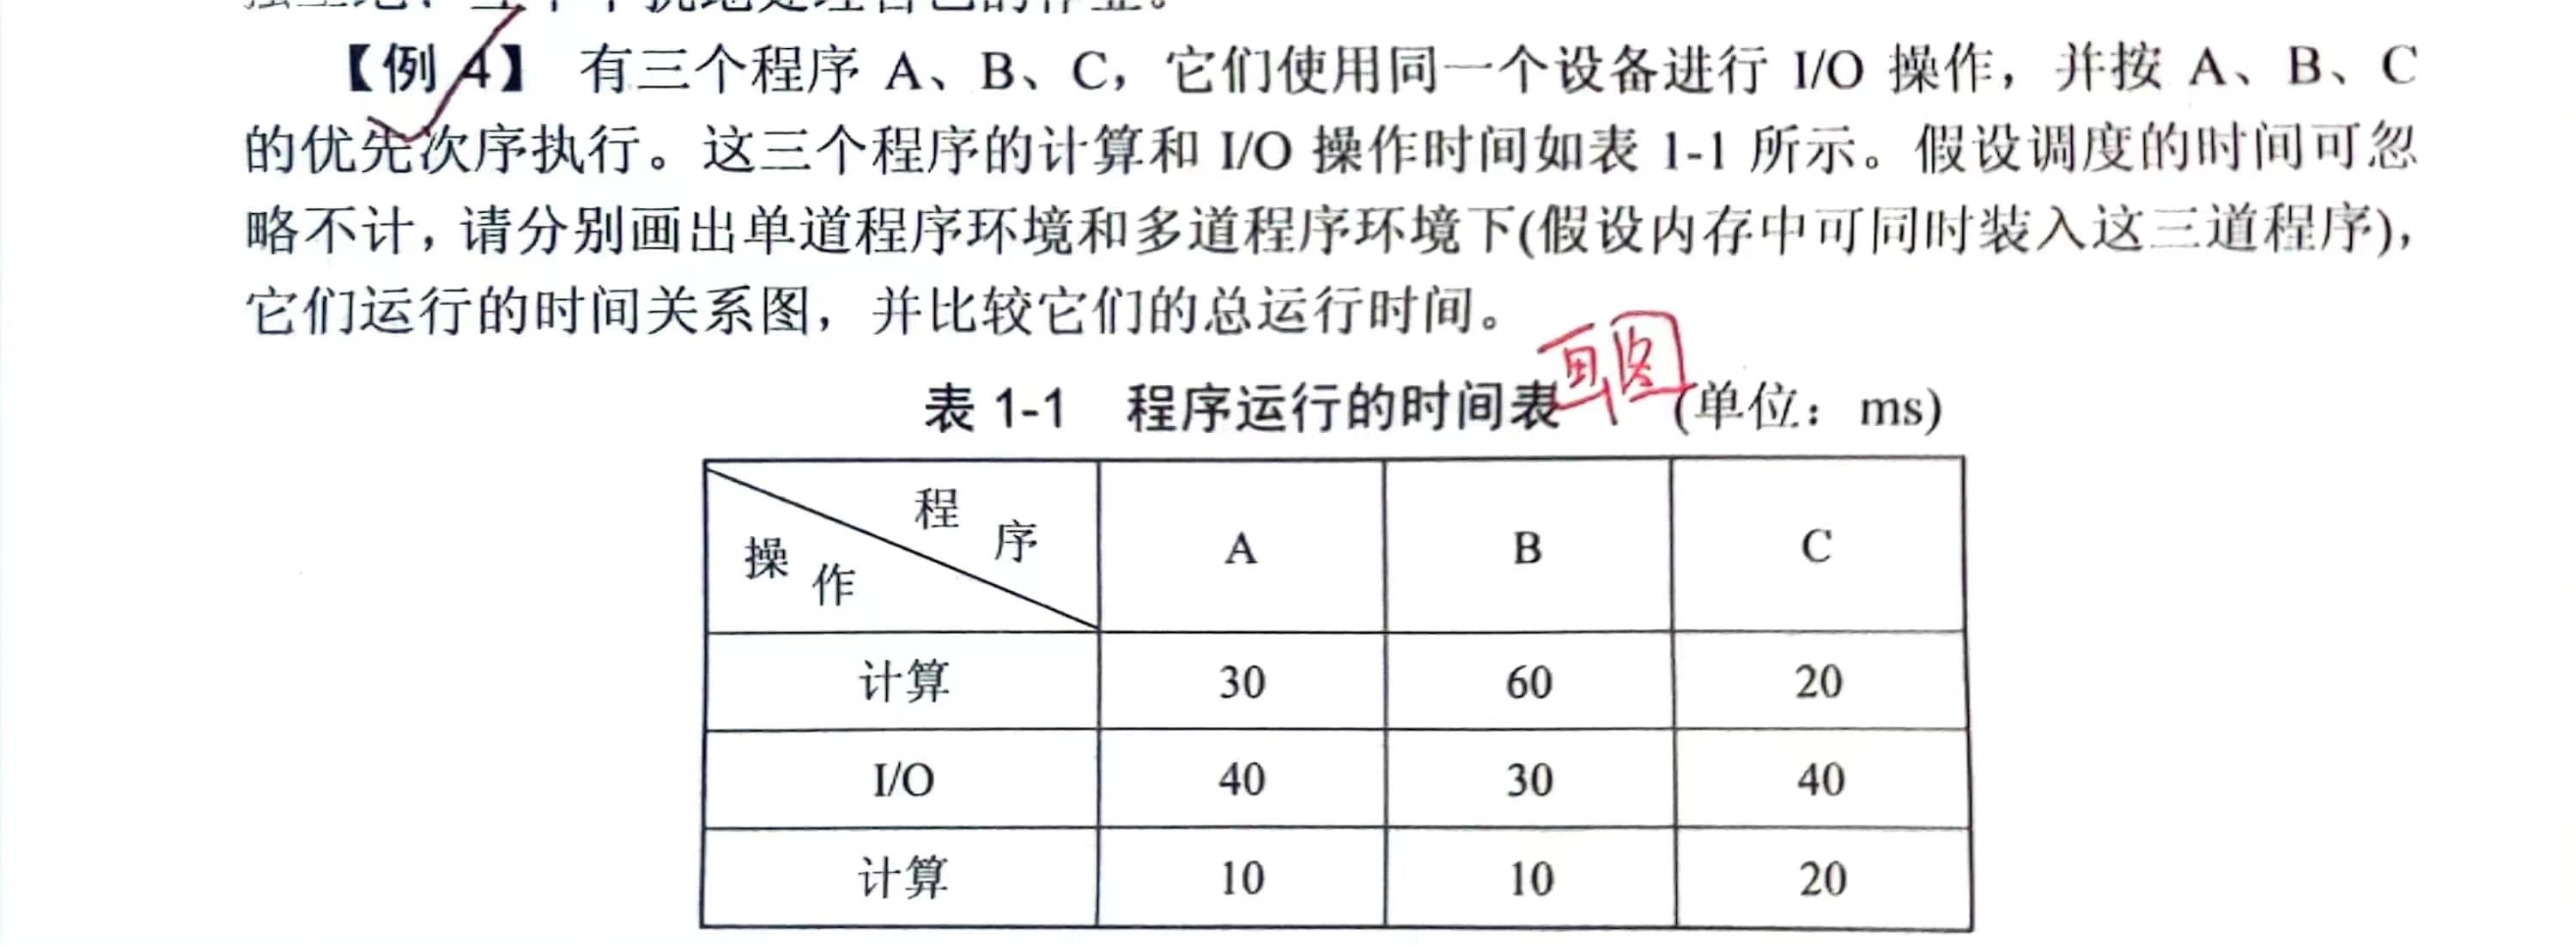 【例 4】 有三个程序 A、B、C，它们使用同一个设备进行 I/O 操作，并按 A、B、C
的优先次序执行。这三个程序的计算和 I/O 操作时间如表 1-1 所示。假设调度的时间可忽
略不计，请分别画出单道程序环境和多道程序环境下(假设内存中可同时装入这三道程序)，
它们运行的时间关系图，并比较它们的总运行时间。
画图
表 1-1 程序运行的时间表 (单位：ms)
程序
操作
A B C
计算 30 60 20
I/O 40 30 40
计算 10 10 20